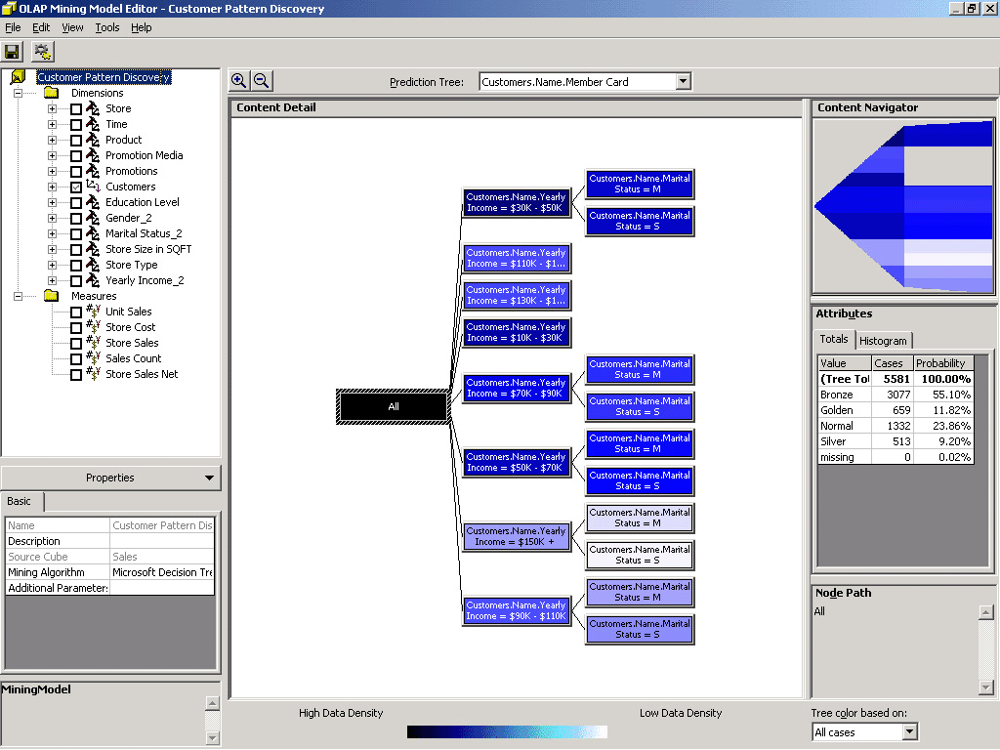 OLAP Mining Model Editor - Customer Pattern Discovery
File Edit View Tools Help
Customer Pattern Discovery
Dimensions
Store
Time
Product
Promotion Media
Promotions
Customers
Education Level
Gender_2
Marital Status_2
Store Size in SQFT
Store Type
Yearly Income_2
Measures
Unit Sales
Store Cost
Store Sales
Sales Count
Store Sales Net
Properties
Basic
Name Customer Pattern Dis
Description
Source Cube Sales
Mining Algorithm Microsoft Decision Tre
Additional Parameter:
MiningModel
Prediction Tree: Customers.Name.Member Card
Content Detail
All
Customers.Name.Yearly
Income = $30K - $50K
Customers.Name.Marital
Status = M
Customers.Name.Marital
Status = S
Customers.Name.Yearly
Income = $110K - $1...
Customers.Name.Yearly
Income = $130K - $1...
Customers.Name.Yearly
Income = $10K - $30K
Customers.Name.Yearly
Income = $70K - $90K
Customers.Name.Marital
Status = M
Customers.Name.Marital
Status = S
Customers.Name.Yearly
Income = $50K - $70K
Customers.Name.Marital
Status = M
Customers.Name.Marital
Status = S
Customers.Name.Yearly
Income = $150K +
Customers.Name.Marital
Status = M
Customers.Name.Marital
Status = S
Customers.Name.Yearly
Income = $90K - $110K
Customers.Name.Marital
Status = M
Customers.Name.Marital
Status = S
High Data Density Low Data Density
Content Navigator
Attributes
Totals Histogram
Value Cases Probability
(Tree Tot 5581 100.00%
Bronze 3077 55.10%
Golden 659 11.82%
Normal 1332 23.86%
Silver 513 9.20%
missing 0 0.02%
Node Path
All
Tree color based on:
All cases